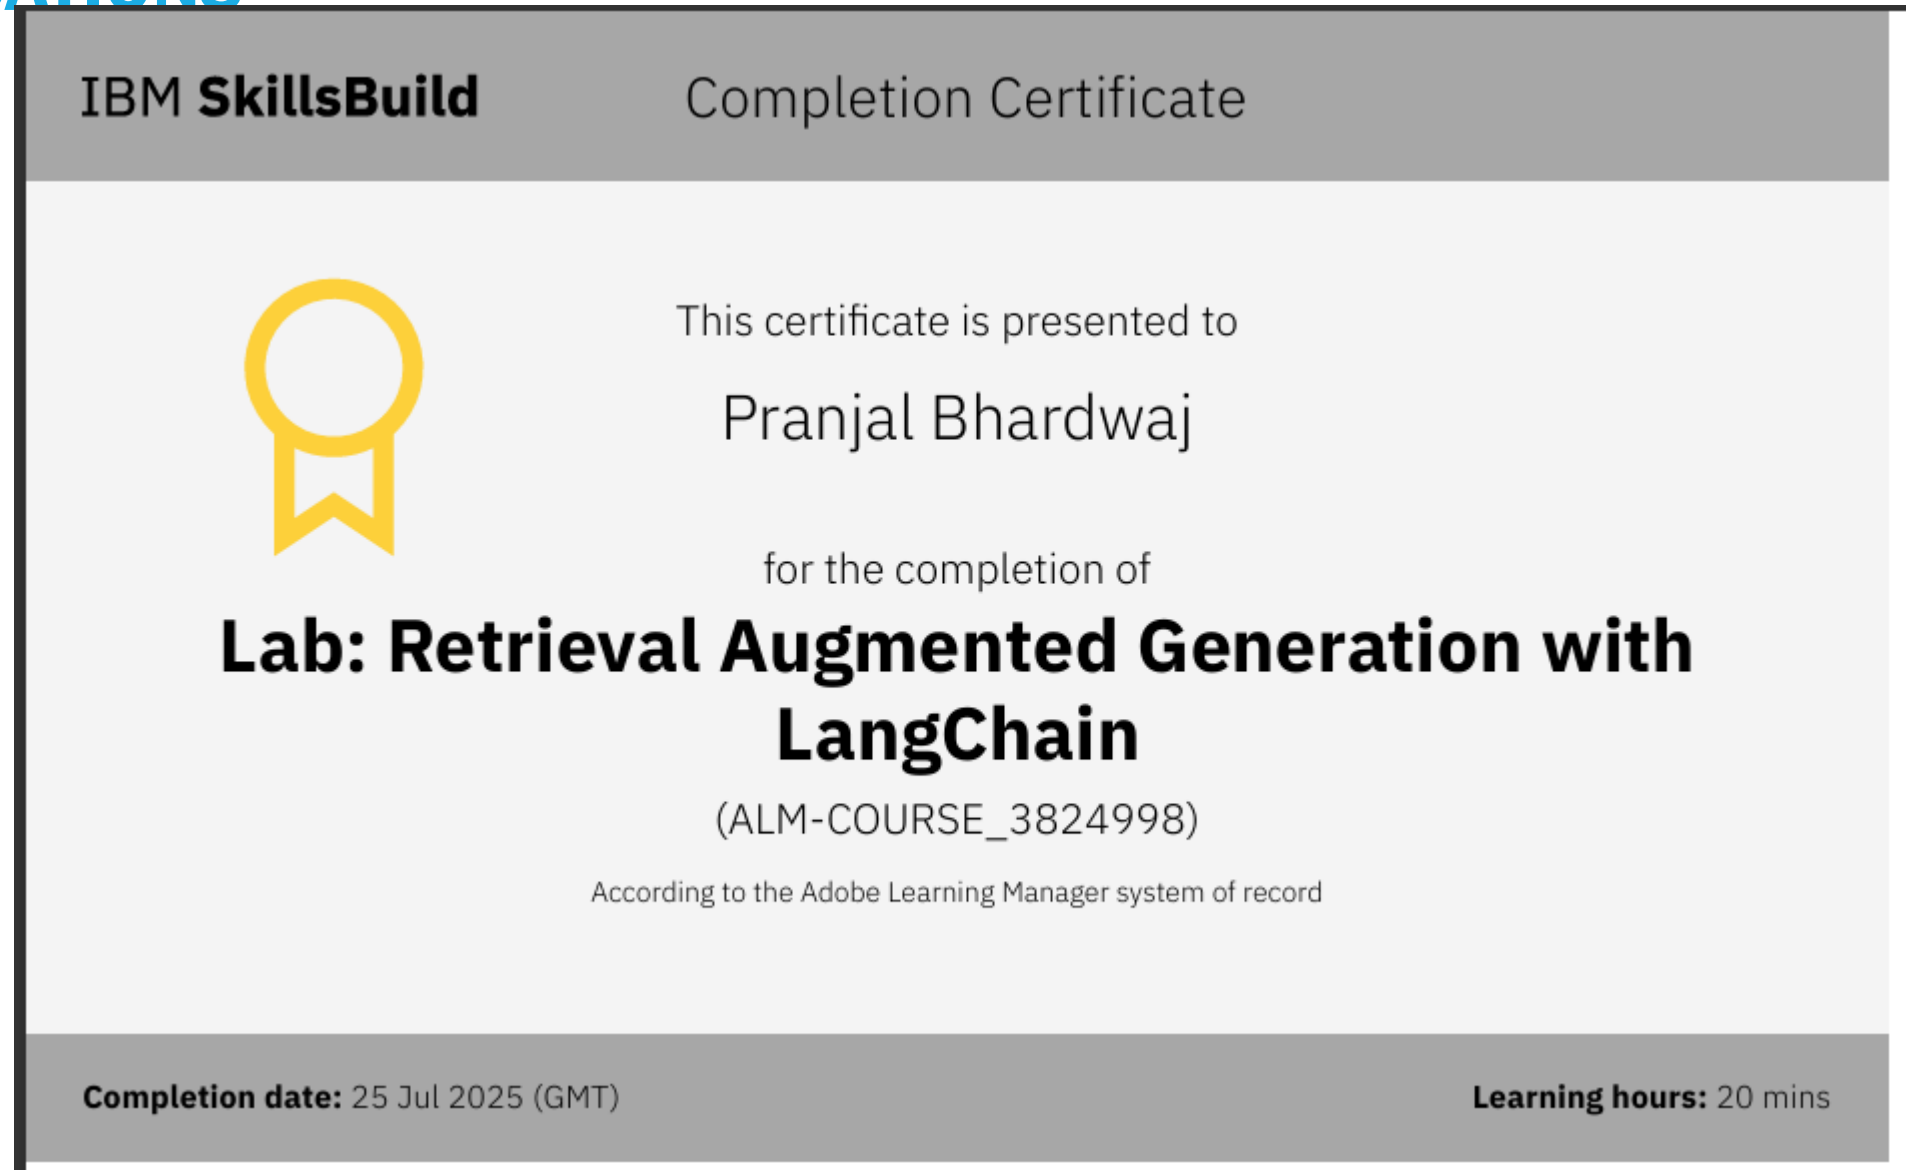 IBM SkillsBuild
Completion Certificate
This certificate is presented to
Pranjal Bhardwaj
for the completion of
Lab: Retrieval Augmented Generation with
LangChain
(ALM-COURSE_3824998)
According to the Adobe Learning Manager system of record
Completion date: 25 Jul 2025 (GMT)
Learning hours: 20 mins